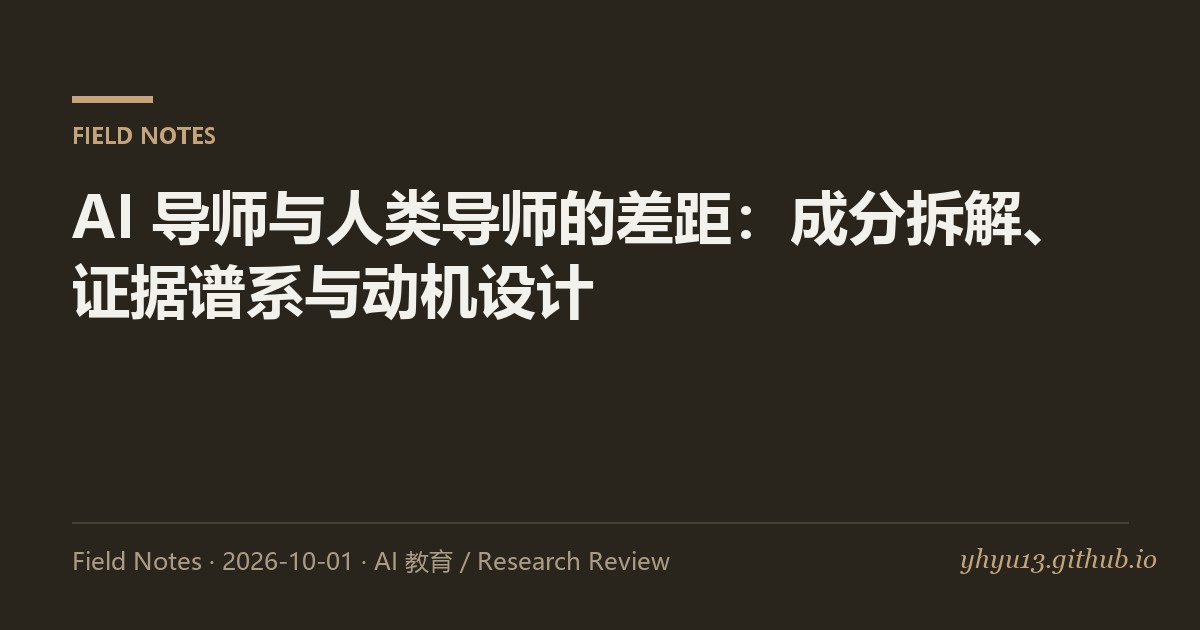 FIELD NOTES
AI 导师与人类导师的差距：成分拆解、
证据谱系与动机设计
Field Notes · 2026-10-01 · AI 教育 / Research Review
yhyu13.github.io